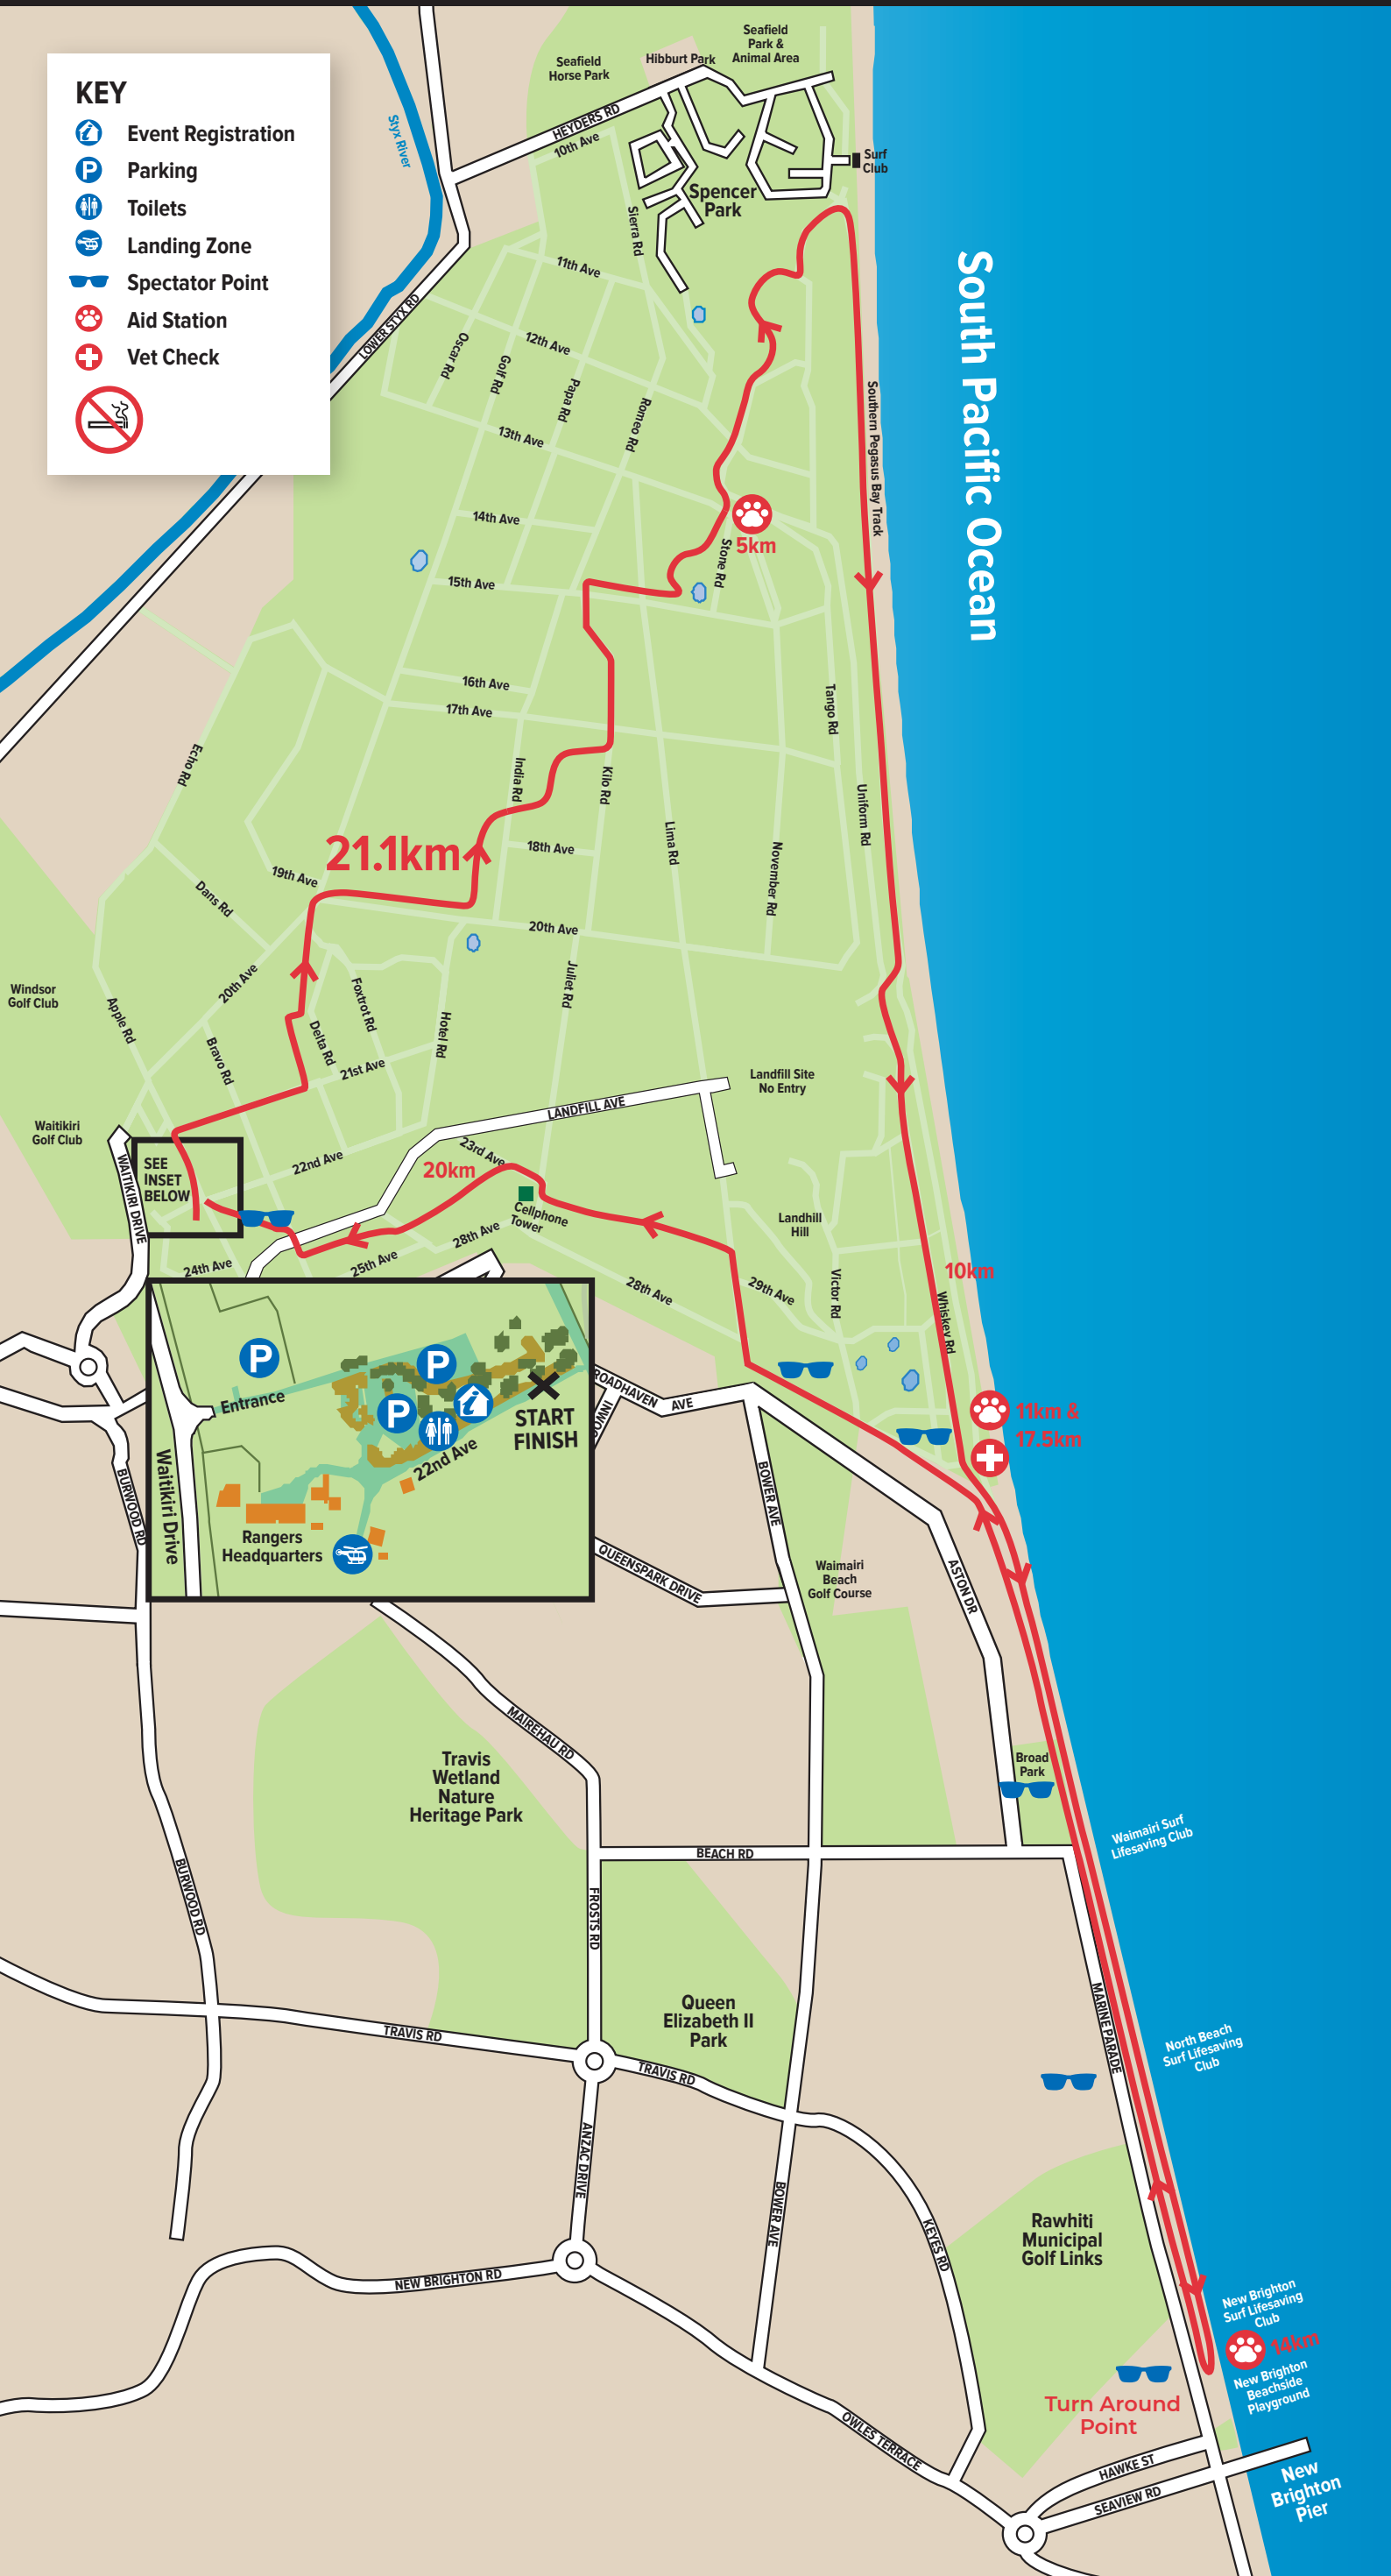 KEY
Event Registration
Parking
Toilets
Landing Zone
Spectator Point
Aid Station
Vet Check
Styx River
Seafield
Horse Park
Hibburt Park
Seafield
Park &
Animal Area
HEYDERS RD
10th Ave
Surf
Club
Spencer
Park
Sierra Rd
11th Ave
LOWER STYX RD
Oscar Rd
Golf Rd
12th Ave
Papa Rd
Romeo Rd
13th Ave
Southern Pegasus Bay Track
South Pacific Ocean
14th Ave
5km
Stone Rd
15th Ave
16th Ave
17th Ave
Tango Rd
Echo Rd
India Rd
Kilo Rd
Uniform Rd
Lima Rd
21.1km
18th Ave
November Rd
19th Ave
Dans Rd
20th Ave
20th Ave
Juliet Rd
Windsor
Golf Club
Apple Rd
Foxtrot Rd
Delta Rd
Hotel Rd
Bravo Rd
21st Ave
Landfill Site
No Entry
LANDFILL AVE
Waitikiri
Golf Club
WAITIKIRI DRIVE
SEE
INSET
BELOW
22nd Ave
23rd Ave
20km
Cellphone
Tower
Landhill
Hill
24th Ave
25th Ave
28th Ave
28th Ave
29th Ave
Victor Rd
10km
Whiskey Rd
Entrance
START
FINISH
22nd Ave
Waitikiri Drive
Rangers
Headquarters
ROADHAVEN AVE
BOWER AVE
11km &
17.5km
BURWOOD RD
QUEENSPARK DRIVE
Waimairi
Beach
Golf Course
ASTON DR
MAIREHAU RD
Travis
Wetland
Nature
Heritage Park
Broad
Park
Waimairi Surf
Lifesaving Club
BEACH RD
BURWOOD RD
FROSTS RD
MARINE PARADE
Queen
Elizabeth II
Park
North Beach
Surf Lifesaving
Club
TRAVIS RD
TRAVIS RD
ANZAC DRIVE
BOWER AVE
KEYES RD
Rawhiti
Municipal
Golf Links
NEW BRIGHTON RD
New Brighton
Surf Lifesaving
Club
14km
New Brighton
Beachside
Playground
Turn Around
Point
OWLES TERRACE
HAWKE ST
SEAVIEW RD
New
Brighton
Pier